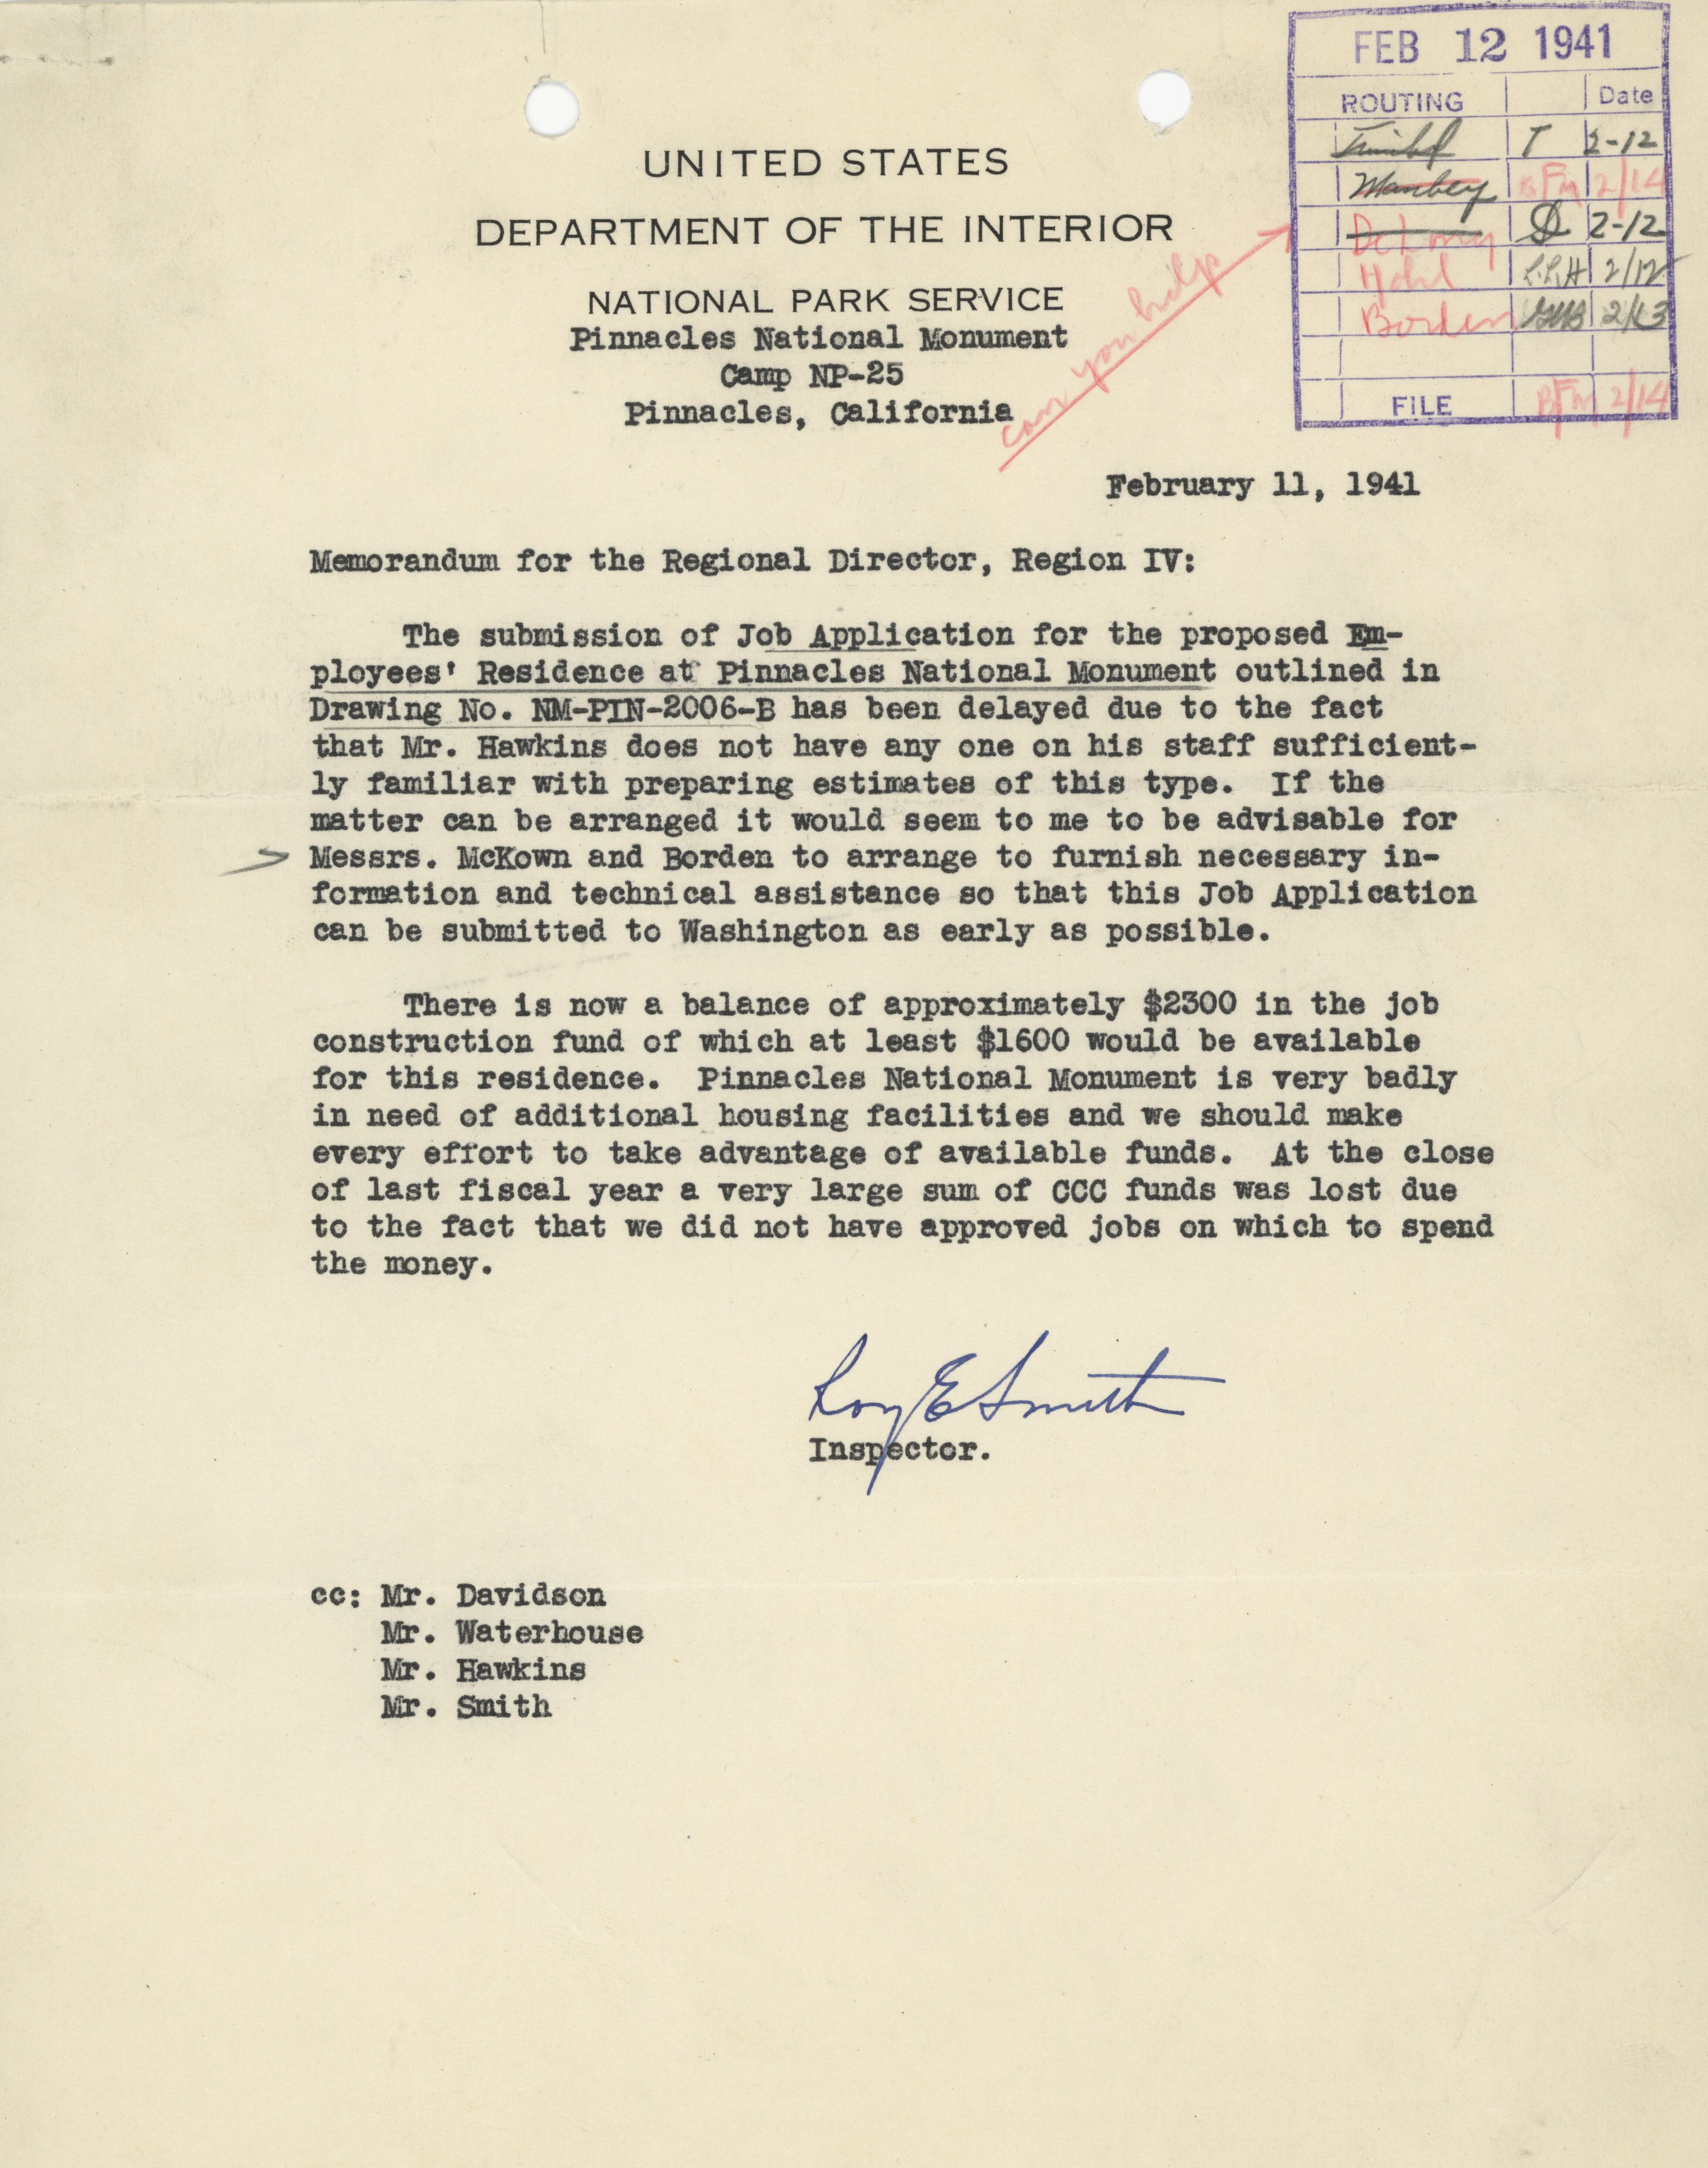 FEB 12 1941
ROUTING Date
T 2-12
Manbey BFM 2/14
DeLong 2-12
Hahl L.L.H 2/12
Borden GMB 2/13
FILE BFM 2/14
UNITED STATES
DEPARTMENT OF THE INTERIOR
NATIONAL PARK SERVICE
Pinnacles National Monument
Camp NP-25
Pinnacles, California
can you help
February 11, 1941
Memorandum for the Regional Director, Region IV:
The submission of Job Application for the proposed Em-
ployees' Residence at Pinnacles National Monument outlined in
Drawing No. NM-PIN-2006-B has been delayed due to the fact
that Mr. Hawkins does not have any one on his staff sufficient-
ly familiar with preparing estimates of this type. If the
matter can be arranged it would seem to me to be advisable for
Messrs. McKown and Borden to arrange to furnish necessary in-
formation and technical assistance so that this Job Application
can be submitted to Washington as early as possible.
There is now a balance of approximately $2300 in the job
construction fund of which at least $1600 would be available
for this residence. Pinnacles National Monument is very badly
in need of additional housing facilities and we should make
every effort to take advantage of available funds. At the close
of last fiscal year a very large sum of CCC funds was lost due
to the fact that we did not have approved jobs on which to spend
the money.
Roy E Smith
Inspector.
cc: Mr. Davidson
Mr. Waterhouse
Mr. Hawkins
Mr. Smith